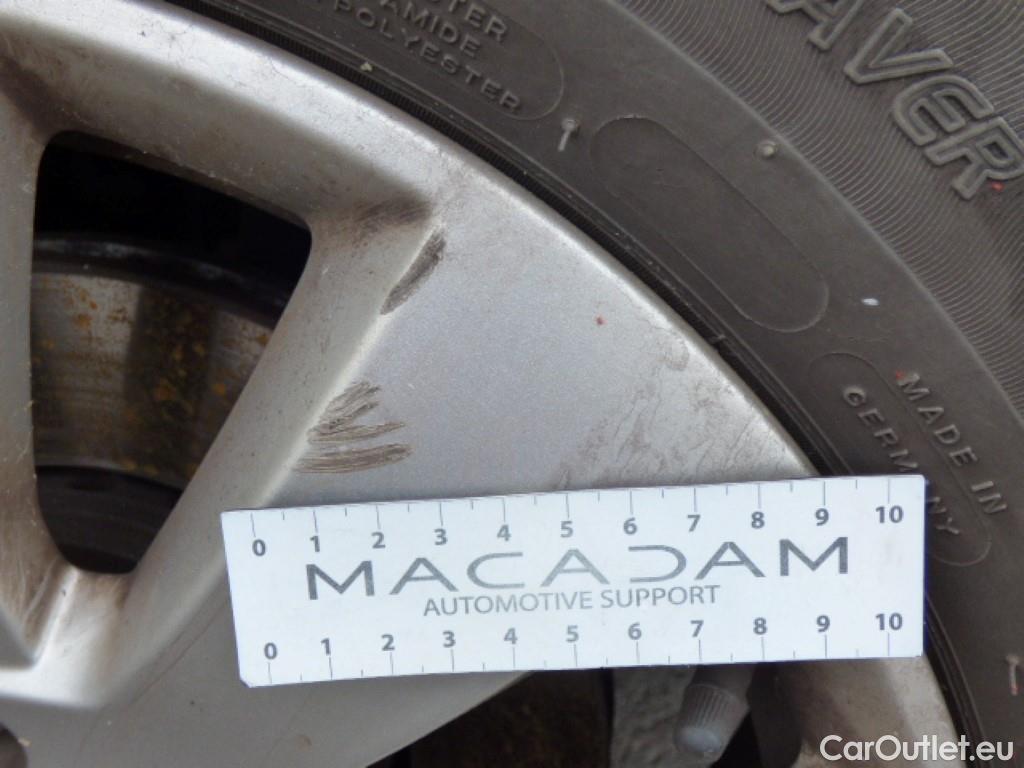 POLYESTER
MADE IN
GERMANY
0 1 2 3 4 5 6 7 8 9 10
MACADAM
AUTOMOTIVE SUPPORT
0 1 2 3 4 5 6 7 8 9 10
CarOutlet.eu